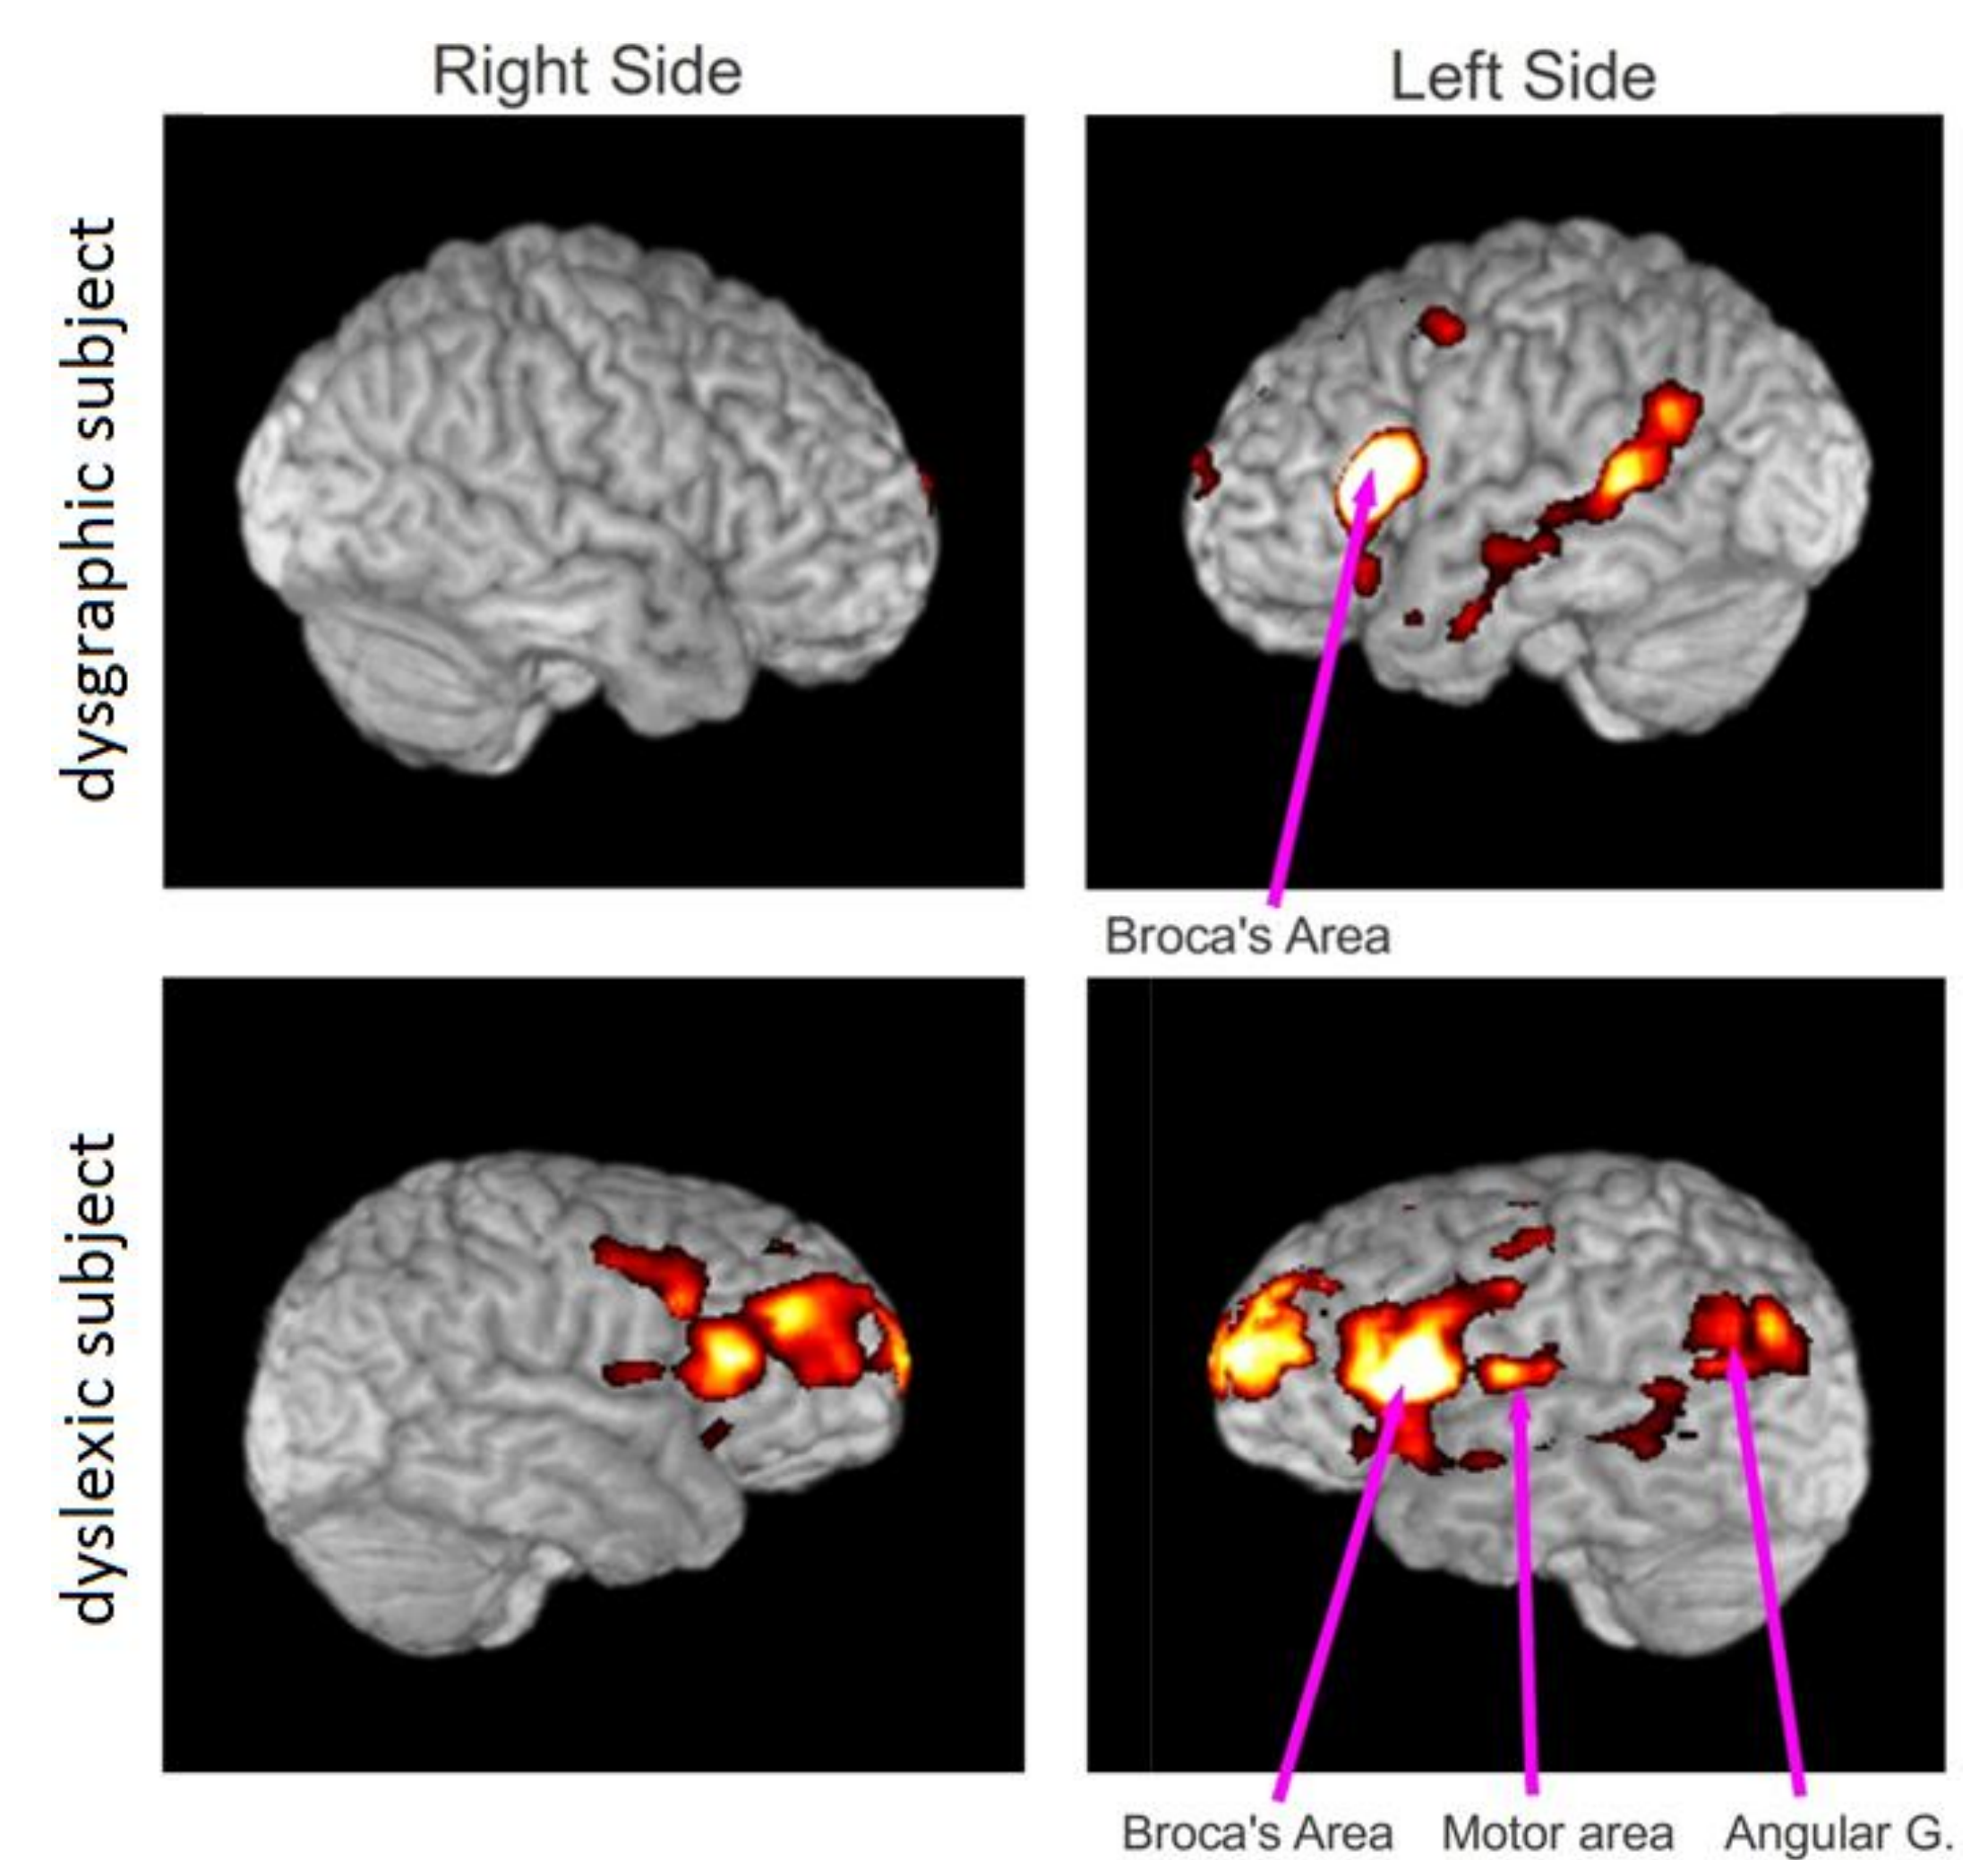 Right Side
Left Side
dysgraphic subject
Broca's Area
dyslexic subject
Broca's Area
Motor area
Angular G.